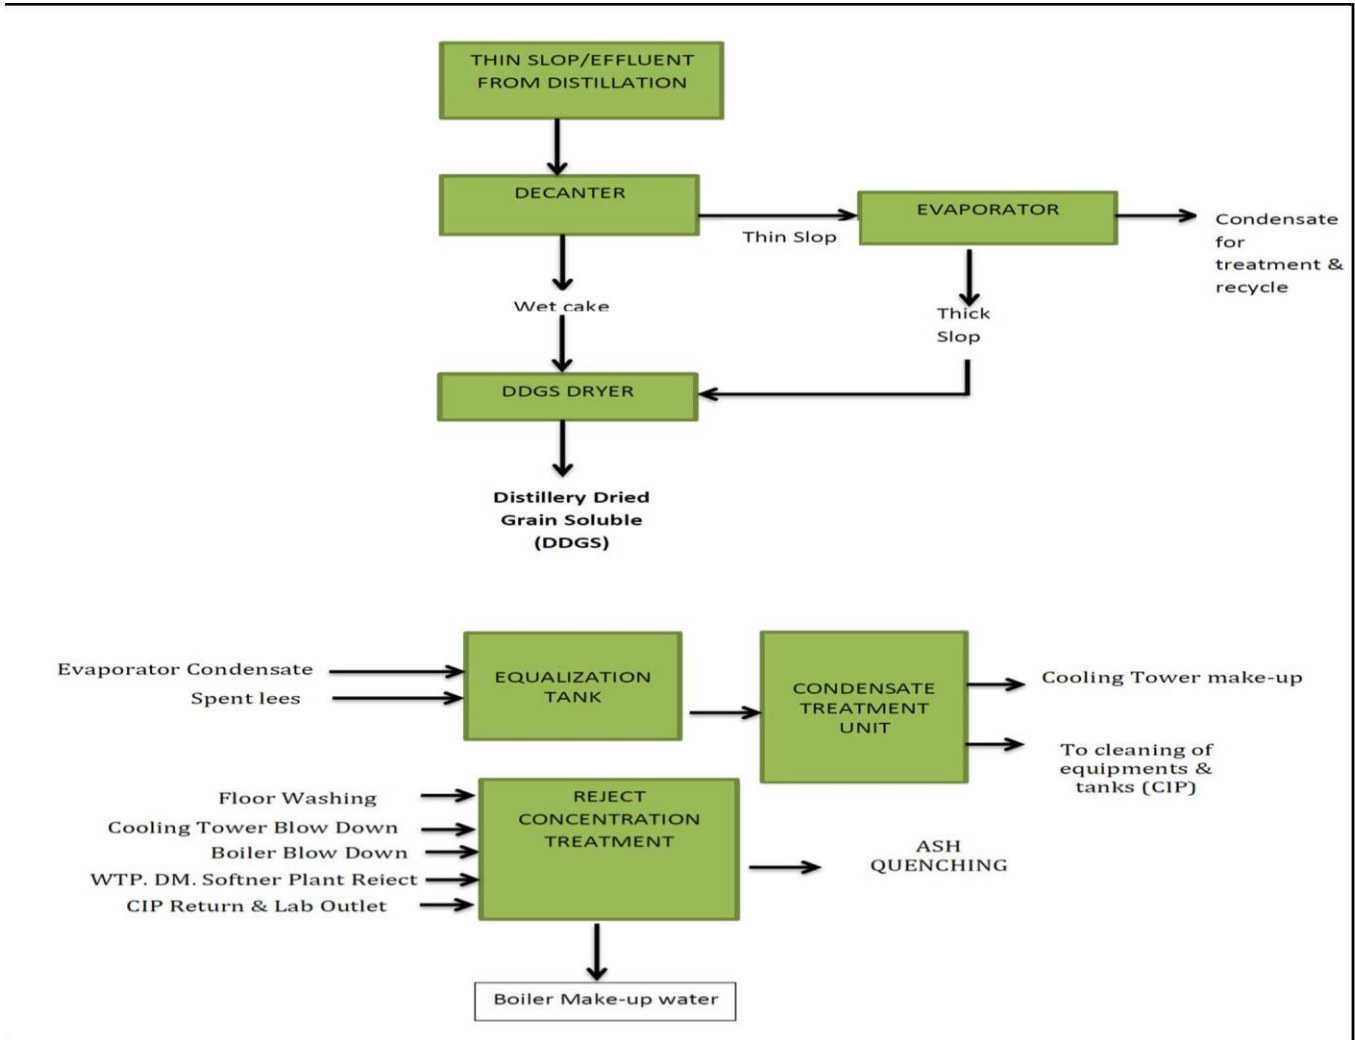 THIN SLOP/EFFLUENT
FROM DISTILLATION
DECANTER
EVAPORATOR
Thin Slop
Condensate
for
treatment &
recycle
Wet cake
Thick
Slop
DDGS DRYER
Distillery Dried
Grain Soluble
(DDGS)
Evaporator Condensate
Spent lees
EQUALIZATION
TANK
CONDENSATE
TREATMENT
UNIT
Cooling Tower make-up
To cleaning of
equipments &
tanks (CIP)
Floor Washing
Cooling Tower Blow Down
Boiler Blow Down
WTP. DM. Softner Plant Reject
CIP Return & Lab Outlet
REJECT
CONCENTRATION
TREATMENT
ASH
QUENCHING
Boiler Make-up water